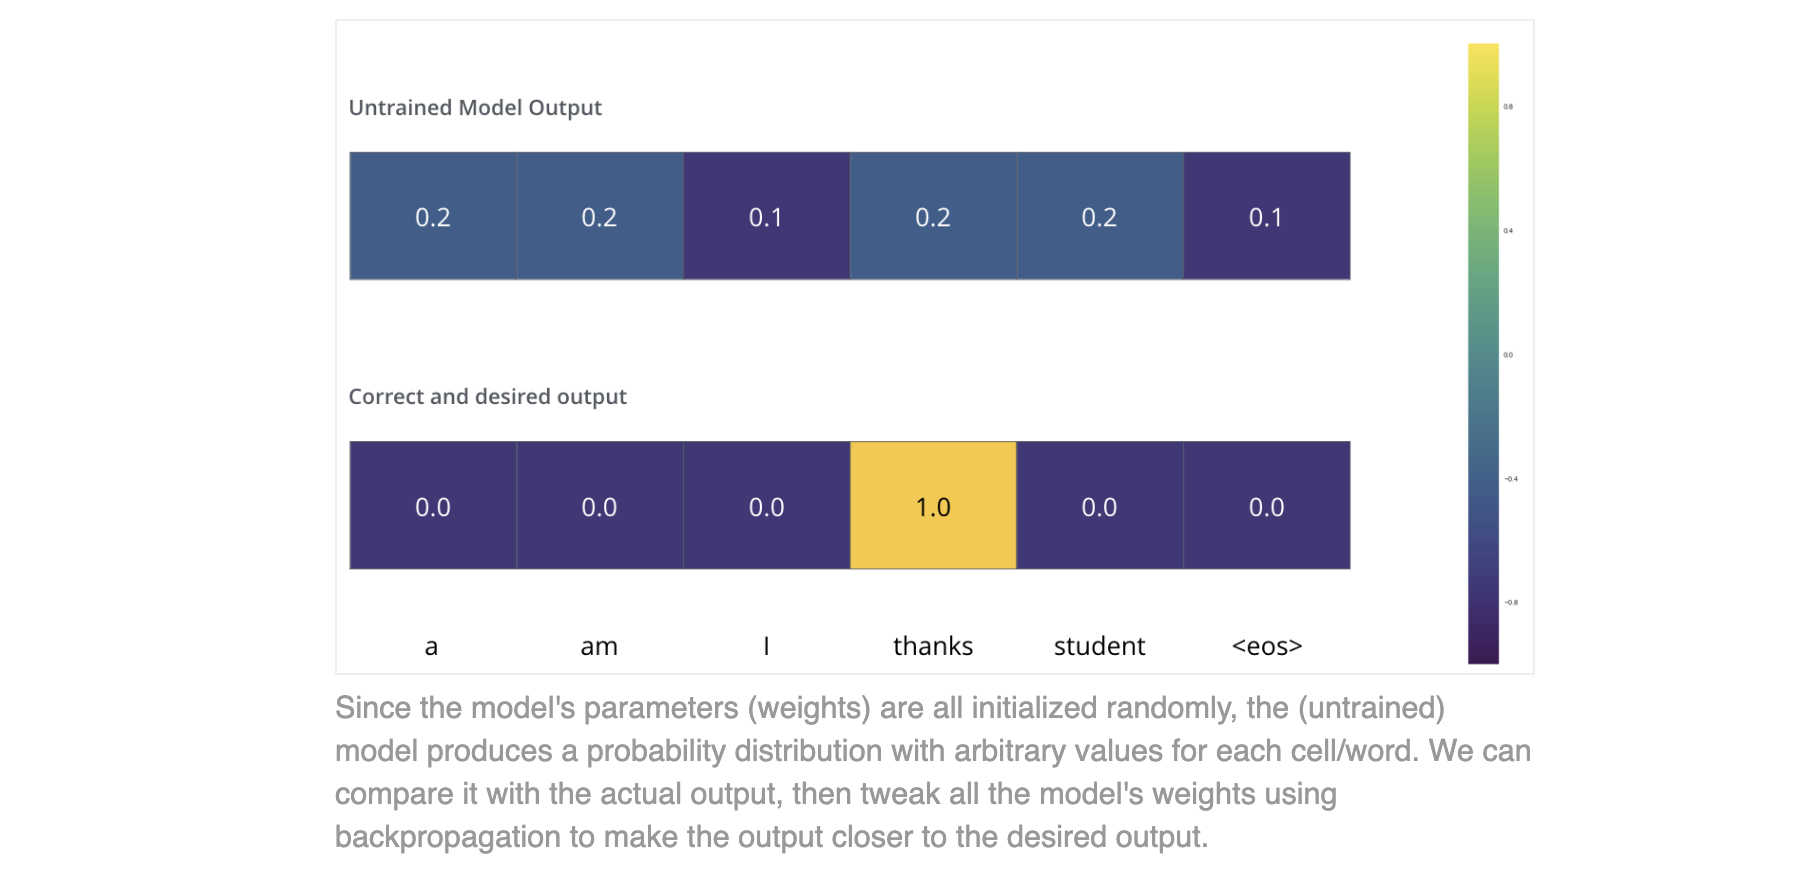 Untrained Model Output
0.2 0.2 0.1 0.2 0.2 0.1
Correct and desired output
0.0 0.0 0.0 1.0 0.0 0.0
a am I thanks student <eos>
0.8
0.4
0.0
−0.4
−0.8
Since the model's parameters (weights) are all initialized randomly, the (untrained)
model produces a probability distribution with arbitrary values for each cell/word. We can
compare it with the actual output, then tweak all the model's weights using
backpropagation to make the output closer to the desired output.